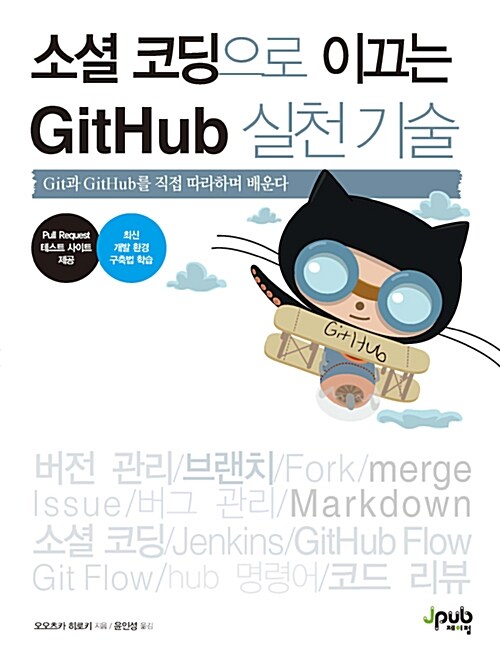 소셜 코딩으로 이끄는
GitHub 실천 기술
Git과 GitHub를 직접 따라하며 배운다
Pull Request
테스트 사이트
제공
최신
개발 환경
구축법 학습
GitHub
버전 관리/브랜치/Fork/merge
Issue/버그 관리/Markdown
소셜 코딩/Jenkins/GitHub Flow
Git Flow/hub 명령어/코드 리뷰
오오츠카 히로키 지음 / 윤인성 옮김
Jpub
제이펍